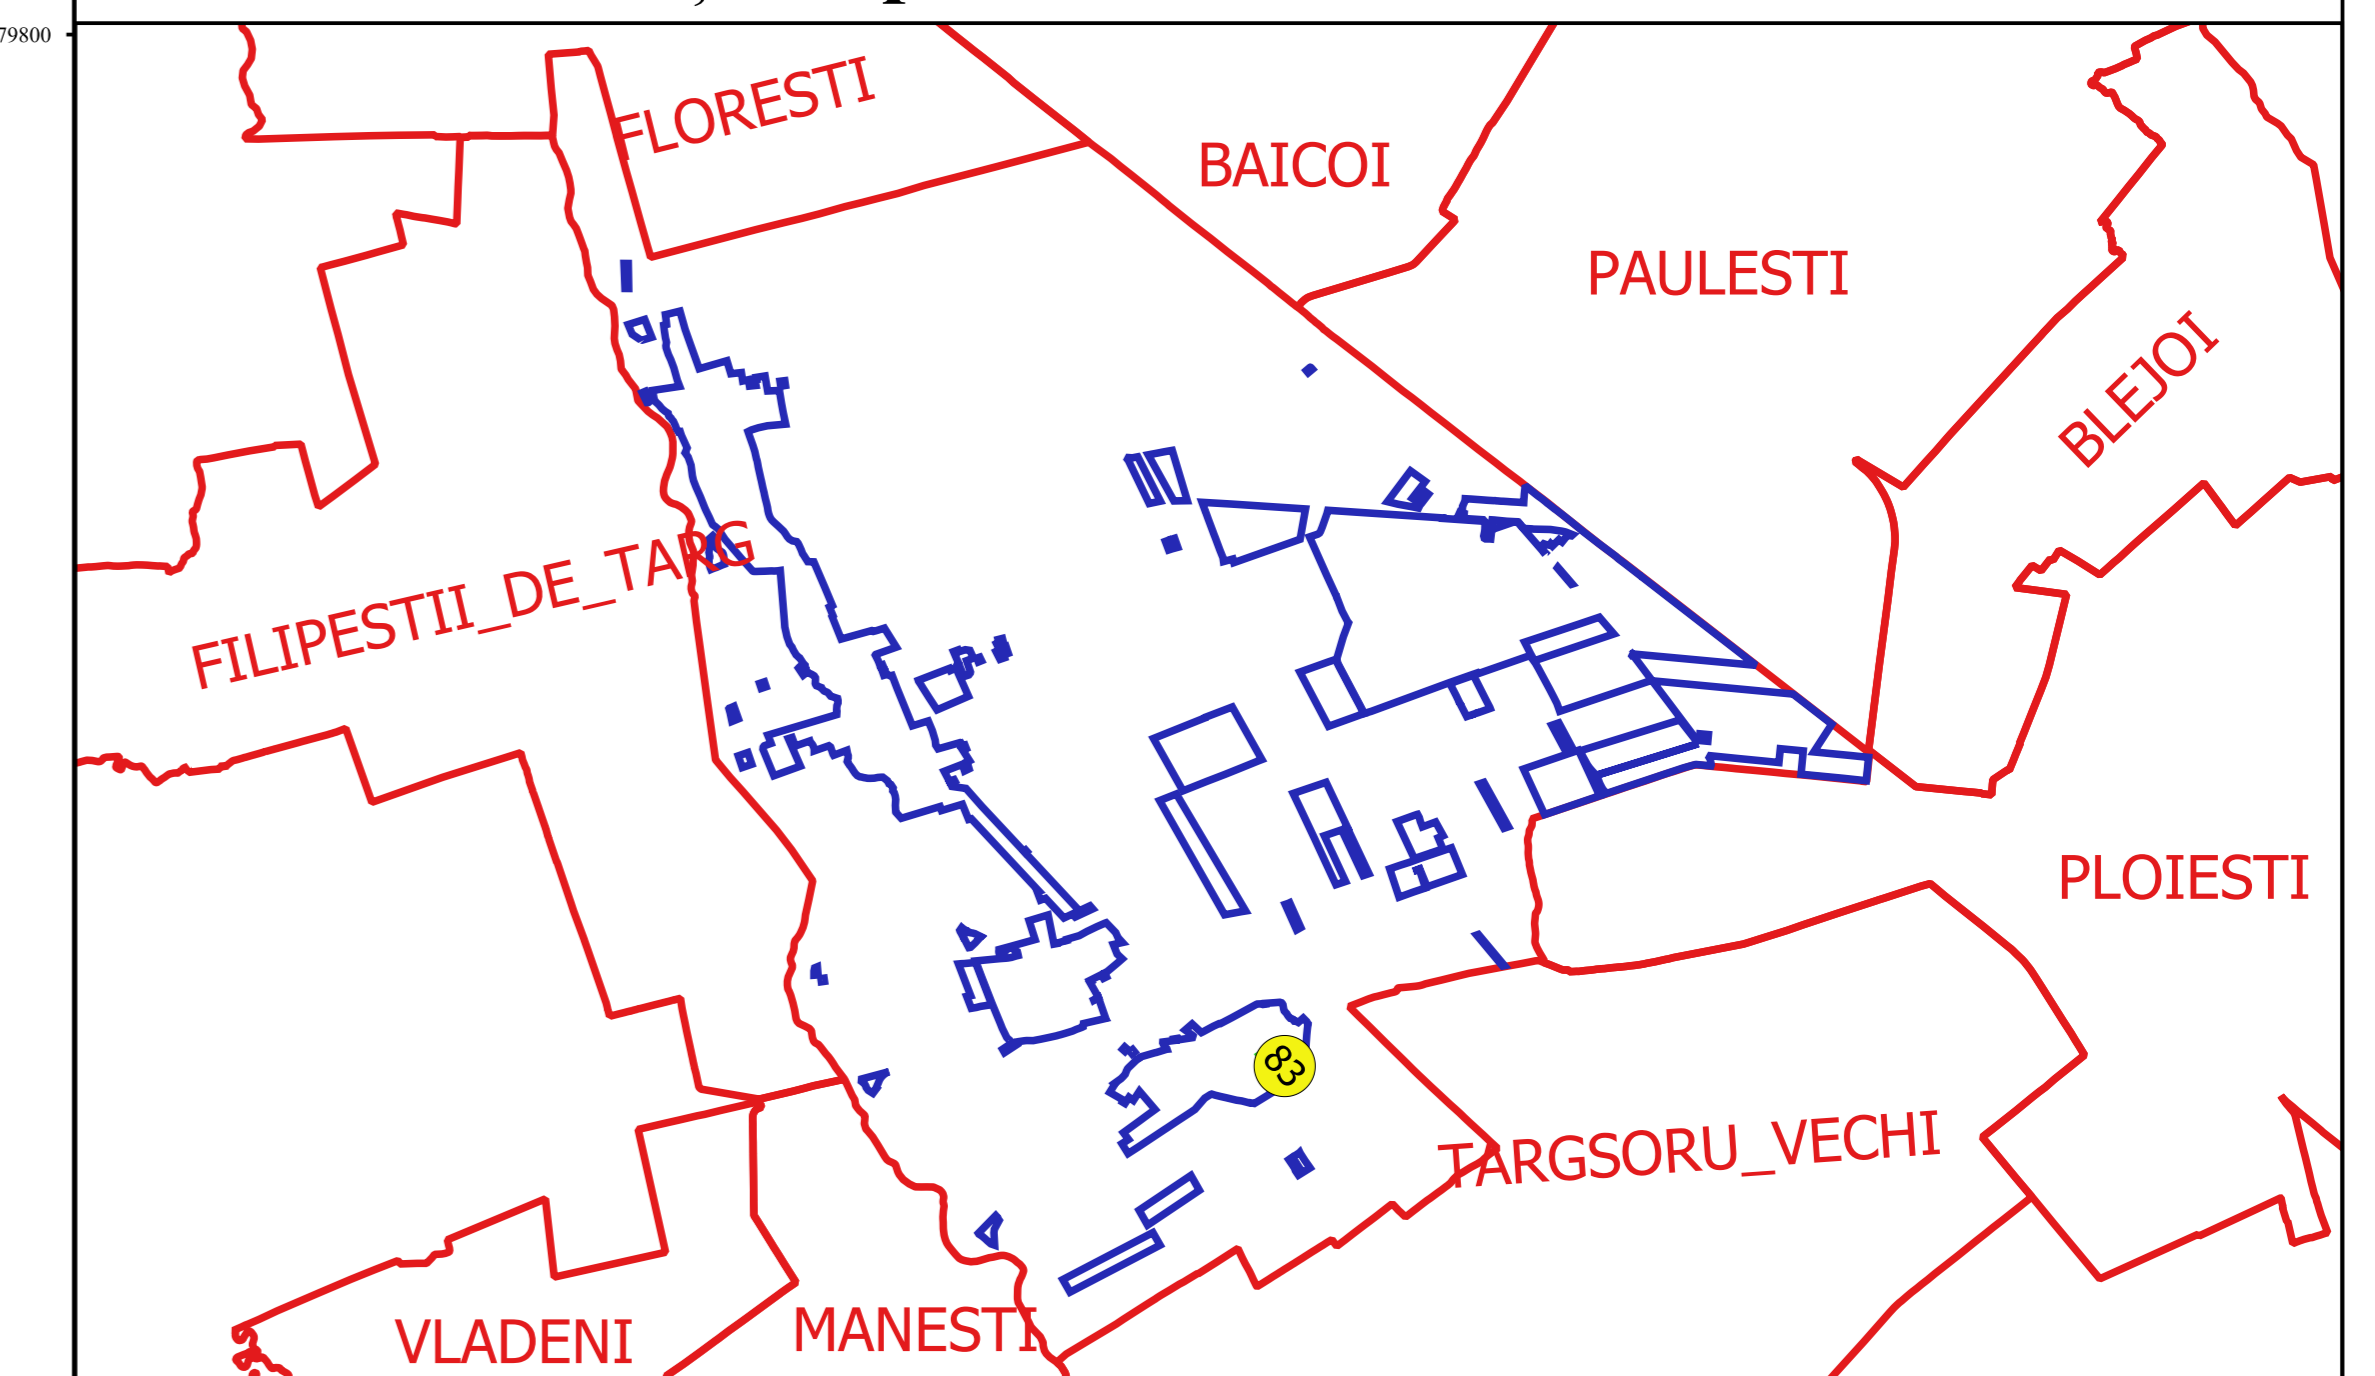 79800
FLORESTI
BAICOI
PAULESTI
BLEJOI
FILIPESTII_DE_TARG
PLOIESTI
83
TARGSORU_VECHI
VLADENI
MANESTI